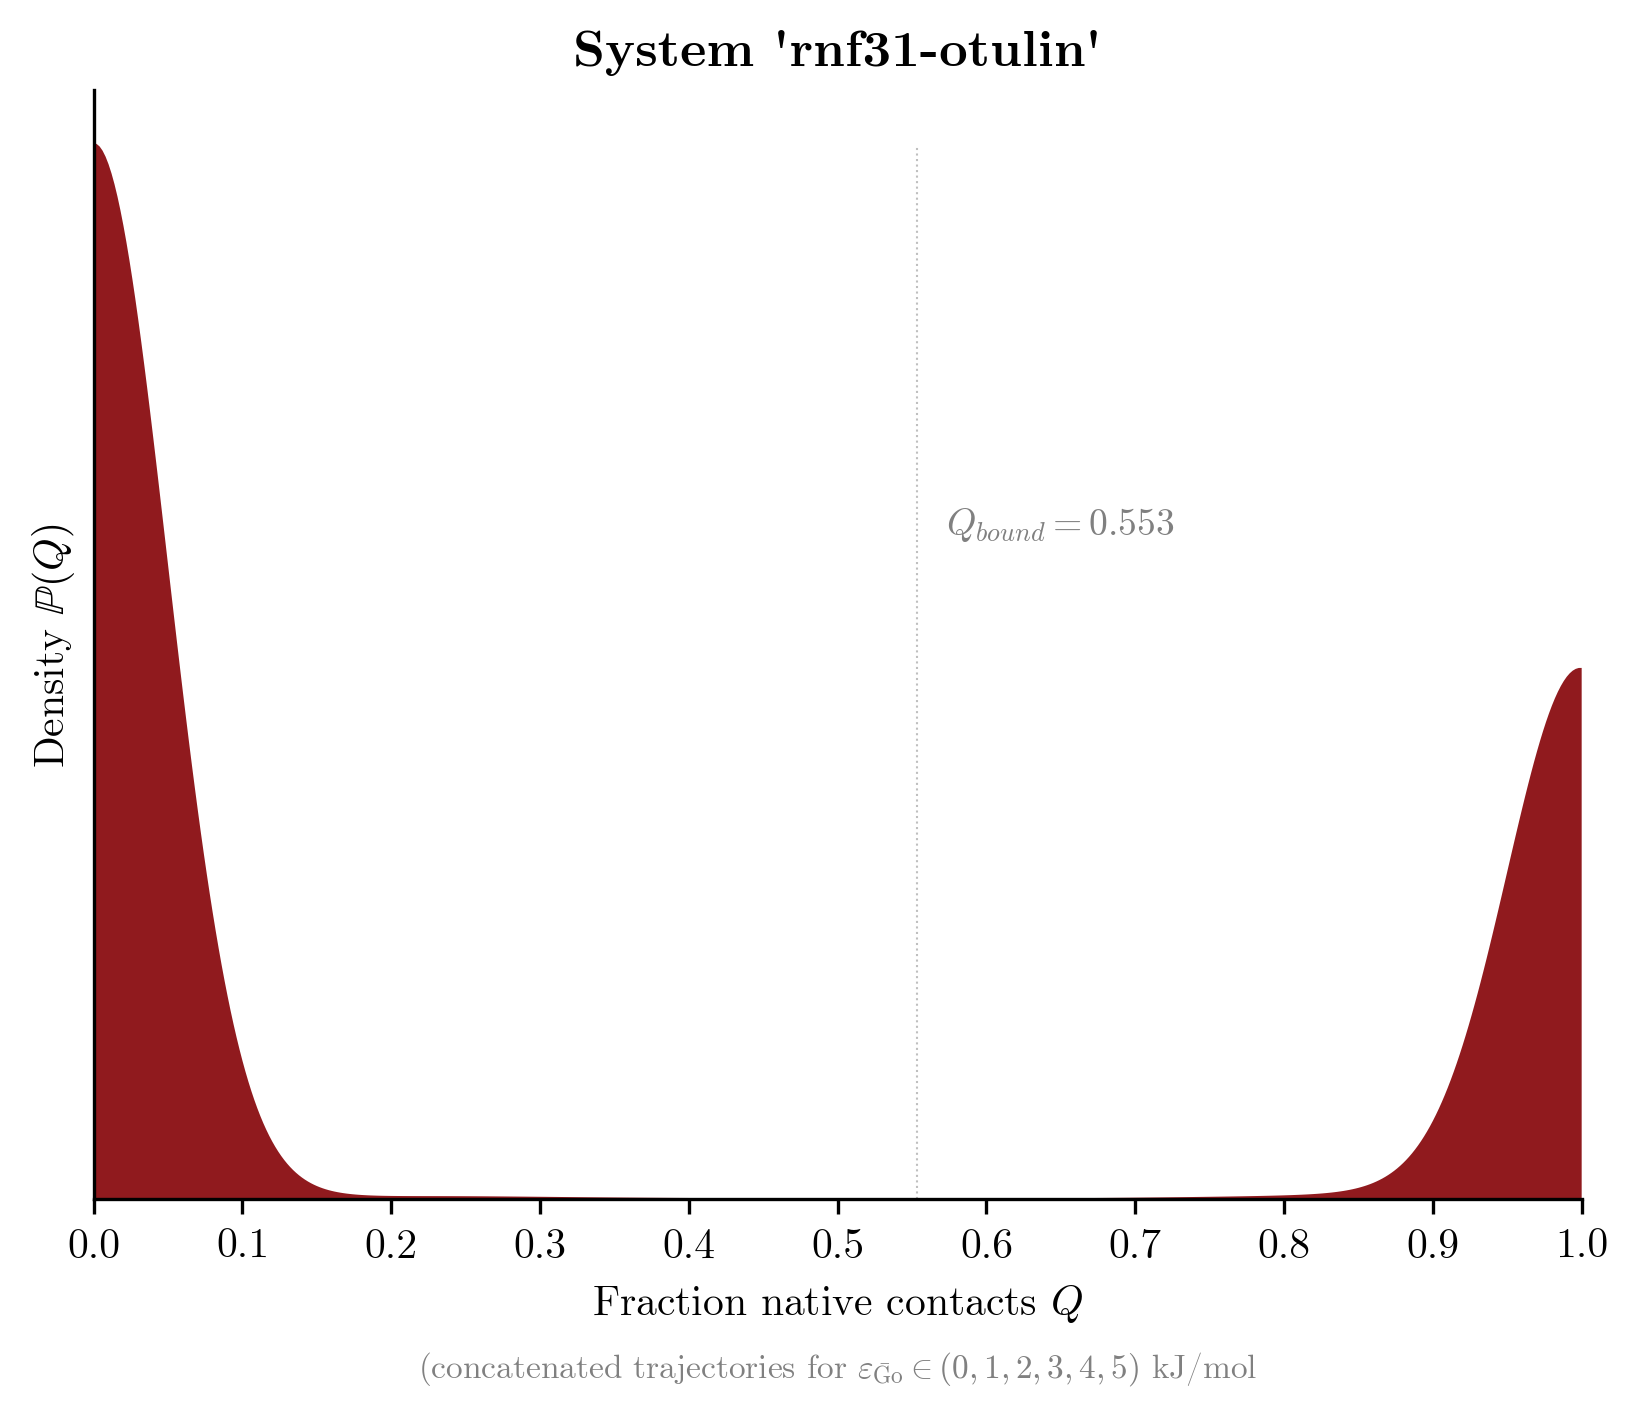 System 'rnf31-otulin'
Density ℙ(Q)
Q_bound = 0.553
0.0 0.1 0.2 0.3 0.4 0.5 0.6 0.7 0.8 0.9 1.0
Fraction native contacts Q
(concatenated trajectories for ε_Ḡo ∈ (0, 1, 2, 3, 4, 5) kJ/mol